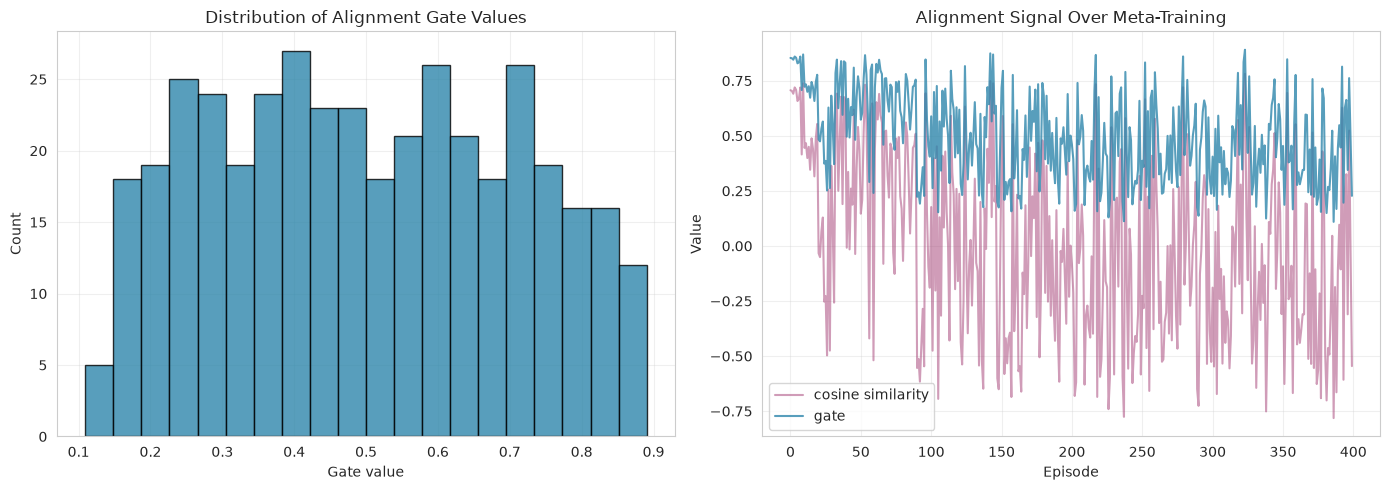 Distribution of Alignment Gate Values
Count
25
20
15
10
5
0
0.1 0.2 0.3 0.4 0.5 0.6 0.7 0.8 0.9
Gate value
Alignment Signal Over Meta-Training
Value
0.75
0.50
0.25
0.00
−0.25
−0.50
−0.75
cosine similarity
gate
0 50 100 150 200 250 300 350 400
Episode